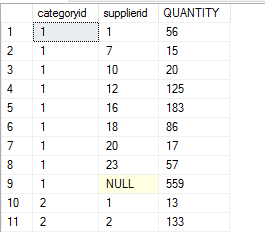 categoryid supplierid QUANTITY
1 1 1 56
2 1 7 15
3 1 10 20
4 1 12 125
5 1 16 183
6 1 18 86
7 1 20 17
8 1 23 57
9 1 NULL 559
10 2 1 13
11 2 2 133